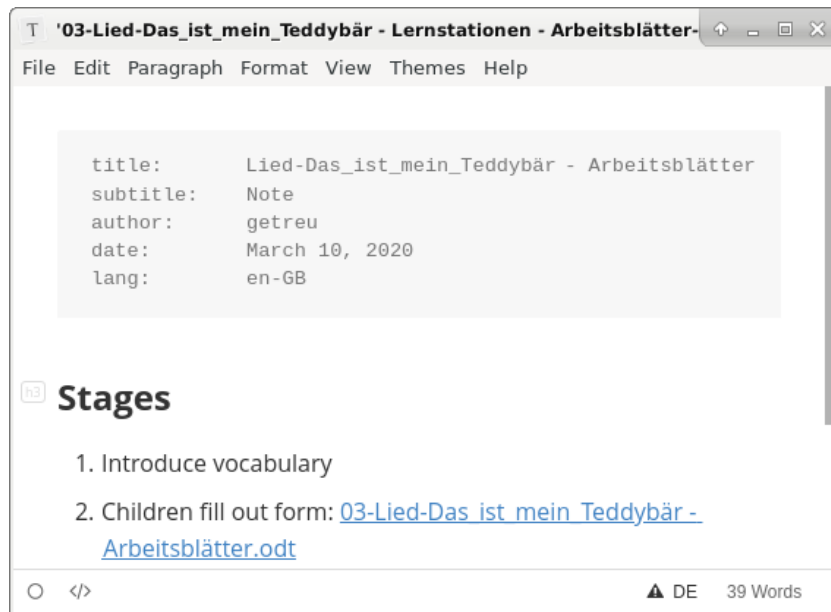 T '03-Lied-Das_ist_mein_Teddybär - Lernstationen - Arbeitsblätter-
File Edit Paragraph Format View Themes Help
title: Lied-Das_ist_mein_Teddybär - Arbeitsblätter
subtitle: Note
author: getreu
date: March 10, 2020
lang: en-GB
h3 Stages
1. Introduce vocabulary
2. Children fill out form: 03-Lied-Das_ist_mein_Teddybär -
Arbeitsblätter.odt
</> DE 39 Words